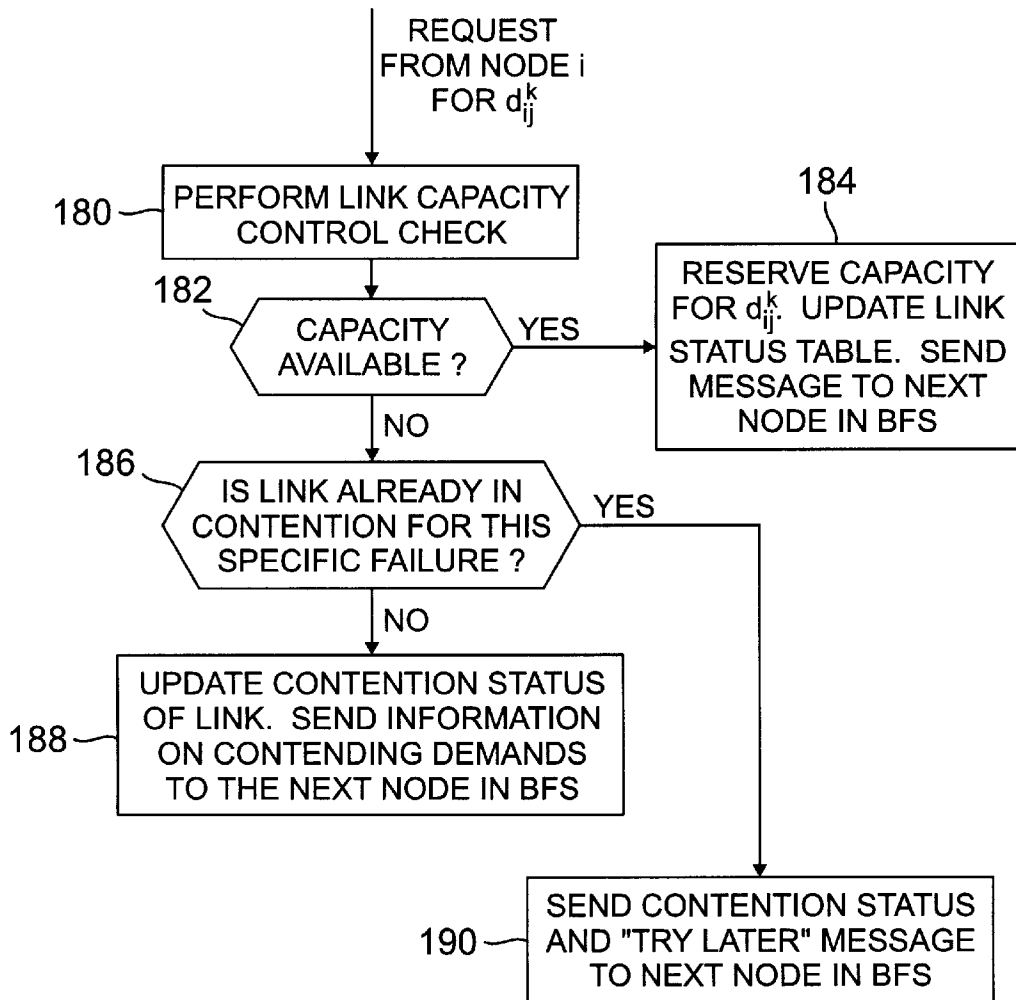 REQUEST
FROM NODE i
FOR d_ij^k
180
PERFORM LINK CAPACITY
CONTROL CHECK
182
CAPACITY
AVAILABLE ?
YES
184
RESERVE CAPACITY
FOR d_ij^k. UPDATE LINK
STATUS TABLE. SEND
MESSAGE TO NEXT
NODE IN BFS
NO
186
IS LINK ALREADY IN
CONTENTION FOR THIS
SPECIFIC FAILURE ?
YES
NO
188
UPDATE CONTENTION STATUS
OF LINK. SEND INFORMATION
ON CONTENDING DEMANDS
TO THE NEXT NODE IN BFS
190
SEND CONTENTION STATUS
AND "TRY LATER" MESSAGE
TO NEXT NODE IN BFS